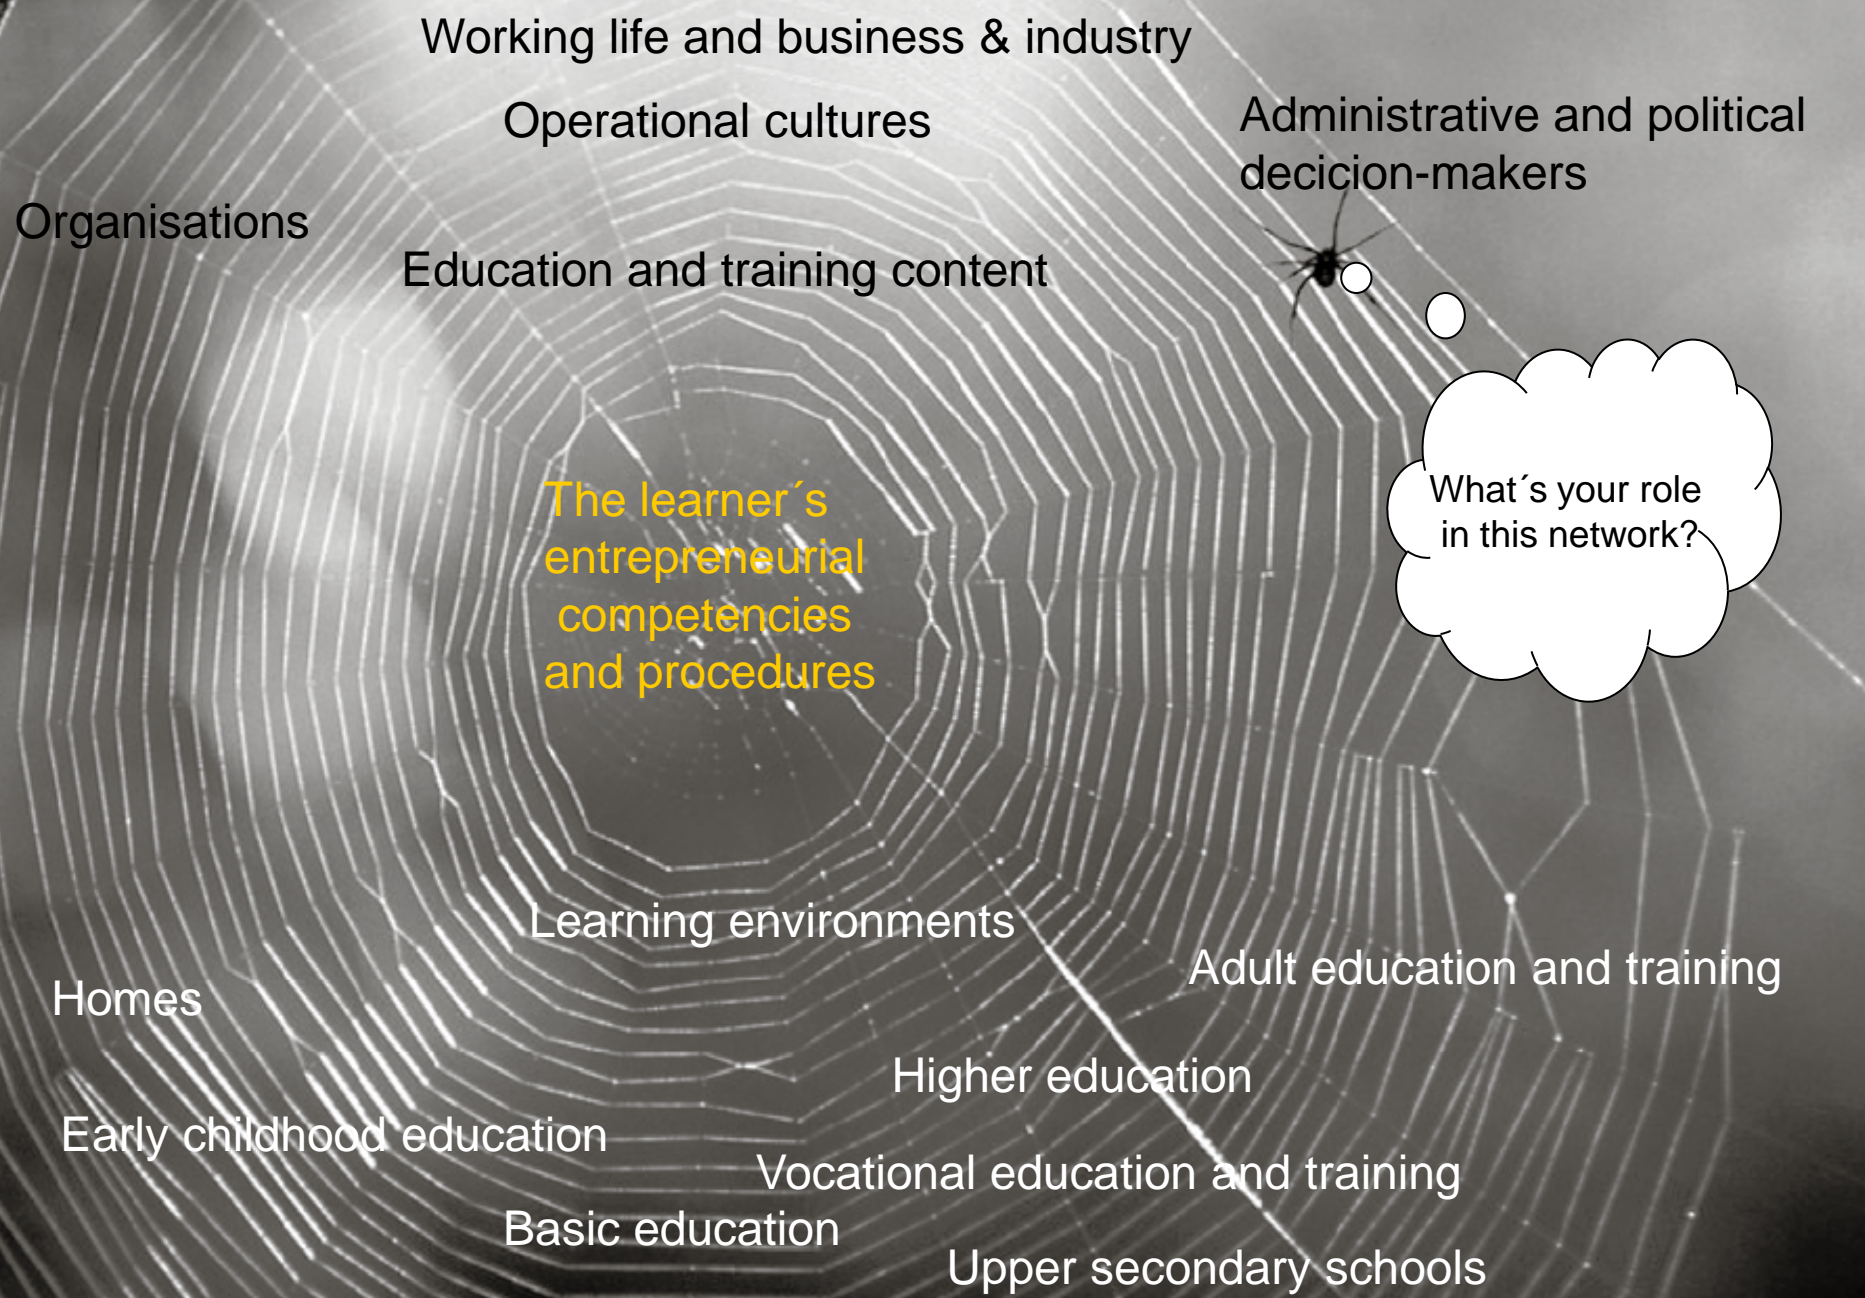 Working life and business & industry
Operational cultures
Administrative and political
decicion-makers
Organisations
Education and training content
The learner´s
entrepreneurial
competencies
and procedures
What´s your role
in this network?
Learning environments
Adult education and training
Homes
Higher education
Early childhood education
Vocational education and training
Basic education
Upper secondary schools